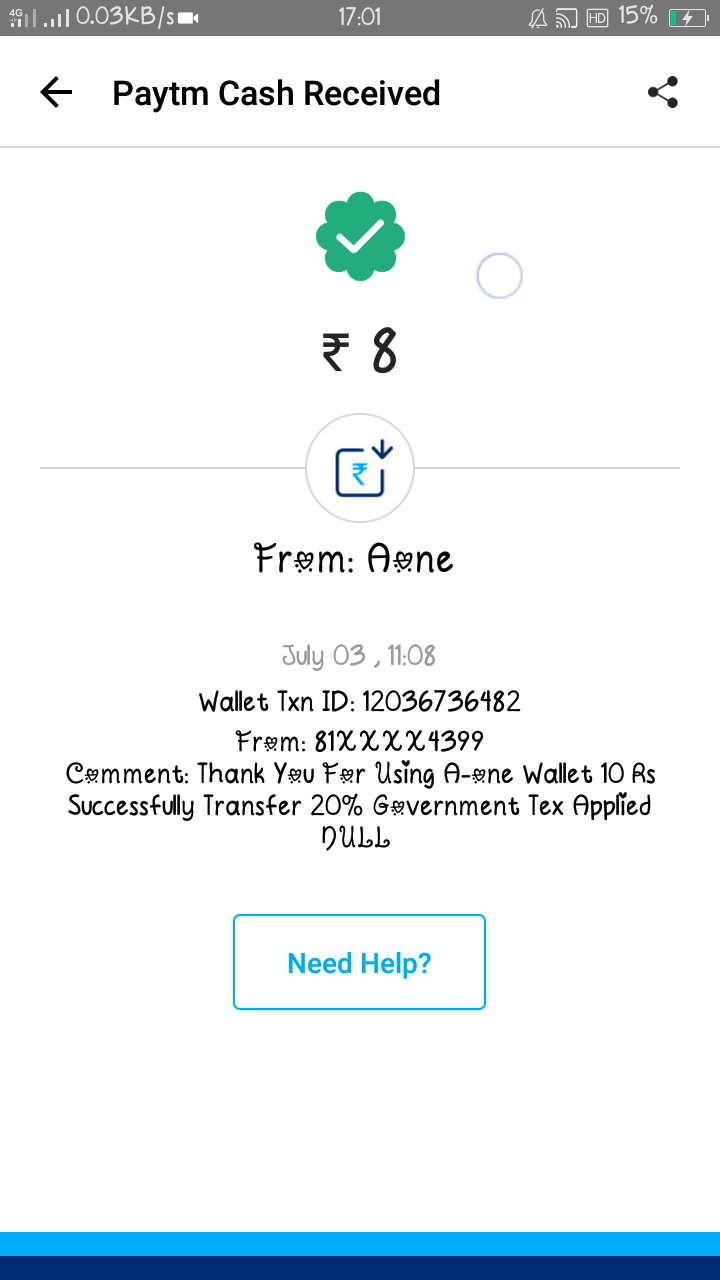 4G 0.03KB/s 17:01 HD 15%
Paytm Cash Received
₹ 8
₹
From: Aone
July 03 , 11:08
Wallet Txn ID: 12036736482
From: 81XXXX4399
Comment: Thank You For Using A-one Wallet 10 Rs
Successfully Transfer 20% Government Tex Applied
NULL
Need Help?